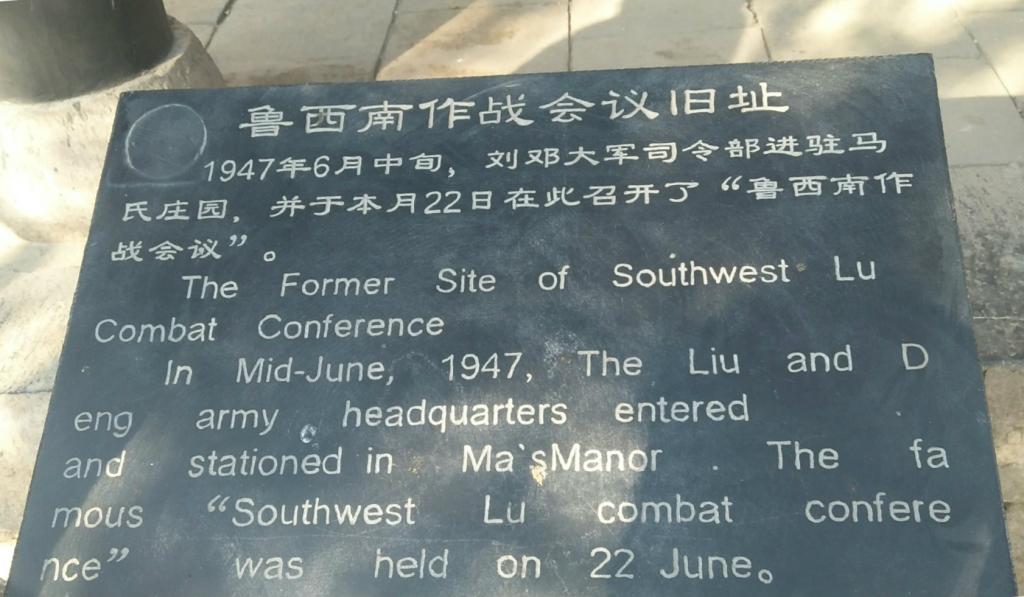 鲁西南作战会议旧址
1947年6月中旬，刘邓大军司令部进驻马
氏庄园，并于本月22日在此召开了“鲁西南作
战会议”。
The Former Site of Southwest Lu
Combat Conference
In Mid-June, 1947, The Liu and D
eng army headquarters entered
and stationed in Ma`sManor . The fa
mous “Southwest Lu combat confere
nce” was held on 22 June。